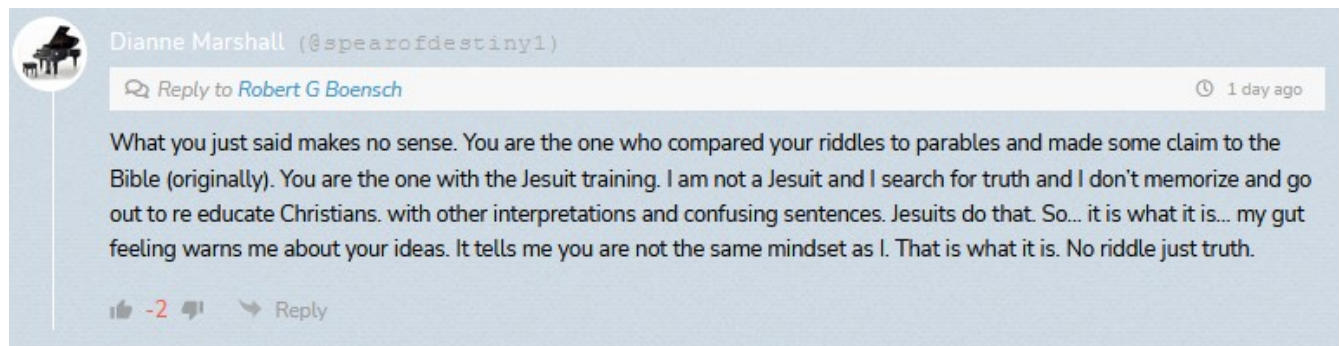 Dianne Marshall (@spearofdestiny1)
Reply to Robert G Boensch 1 day ago
What you just said makes no sense. You are the one who compared your riddles to parables and made some claim to the
Bible (originally). You are the one with the Jesuit training. I am not a Jesuit and I search for truth and I don't memorize and go
out to re educate Christians. with other interpretations and confusing sentences. Jesuits do that. So... it is what it is... my gut
feeling warns me about your ideas. It tells me you are not the same mindset as I. That is what it is. No riddle just truth.
-2 Reply